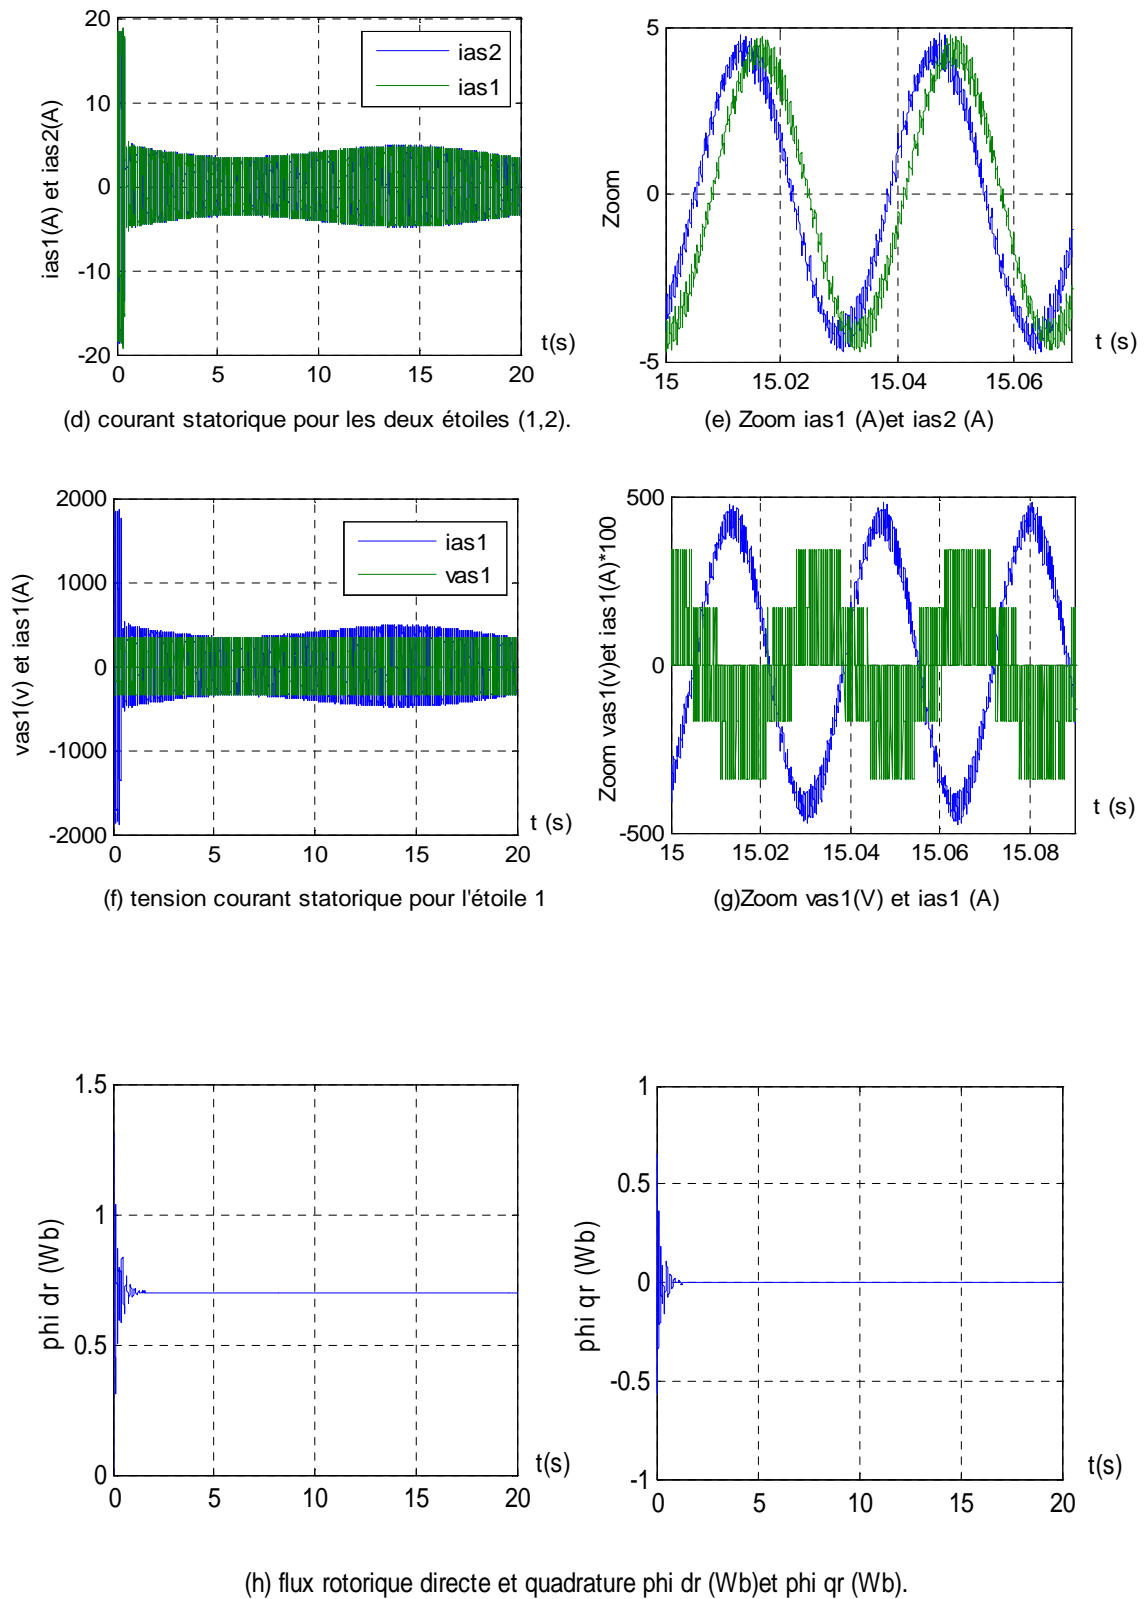 20
10
0
-10
-20
ias1(A) et ias2(A)
ias2
ias1
0 5 10 15 20
t(s)
(d) courant statorique pour les deux étoiles (1,2).
5
0
-5
Zoom
15 15.02 15.04 15.06
t (s)
(e) Zoom ias1 (A)et ias2 (A)
2000
1000
0
-1000
-2000
vas1(v) et ias1(A)
ias1
vas1
0 5 10 15 20
t (s)
(f) tension courant statorique pour l'étoile 1
500
0
-500
Zoom vas1(v)et ias1(A)*100
15 15.02 15.04 15.06 15.08
t (s)
(g)Zoom vas1(V) et ias1 (A)
1.5
1
0.5
0
phi dr (Wb)
0 5 10 15 20
t(s)
1
0.5
0
-0.5
-1
phi qr (Wb)
0 5 10 15 20
t(s)
(h) flux rotorique directe et quadrature phi dr (Wb)et phi qr (Wb).